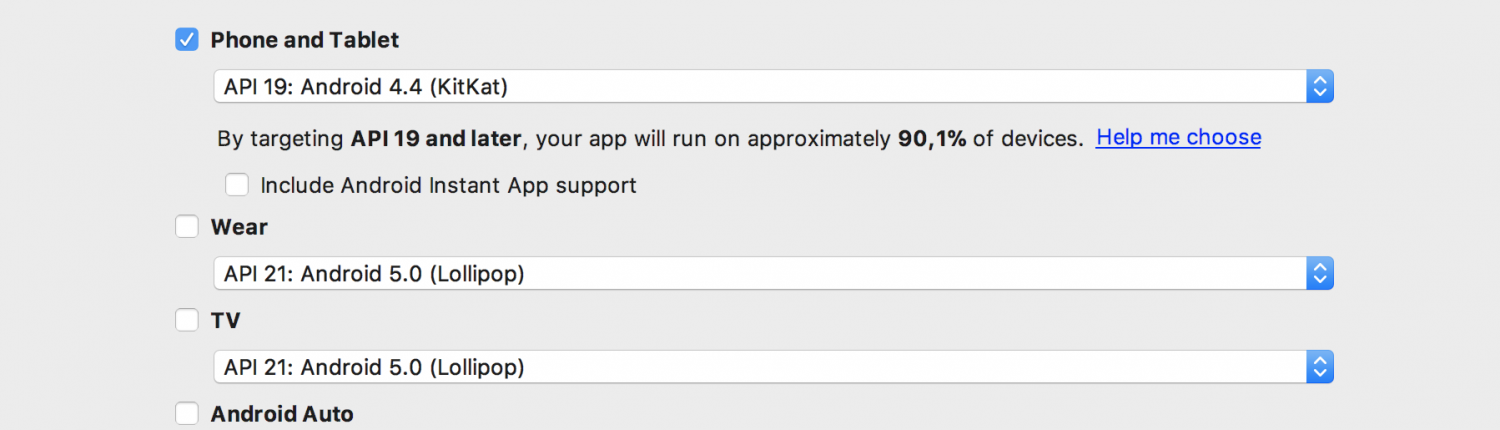 Phone and Tablet
API 19: Android 4.4 (KitKat)
By targeting API 19 and later, your app will run on approximately 90,1% of devices. Help me choose
Include Android Instant App support
Wear
API 21: Android 5.0 (Lollipop)
TV
API 21: Android 5.0 (Lollipop)
Android Auto